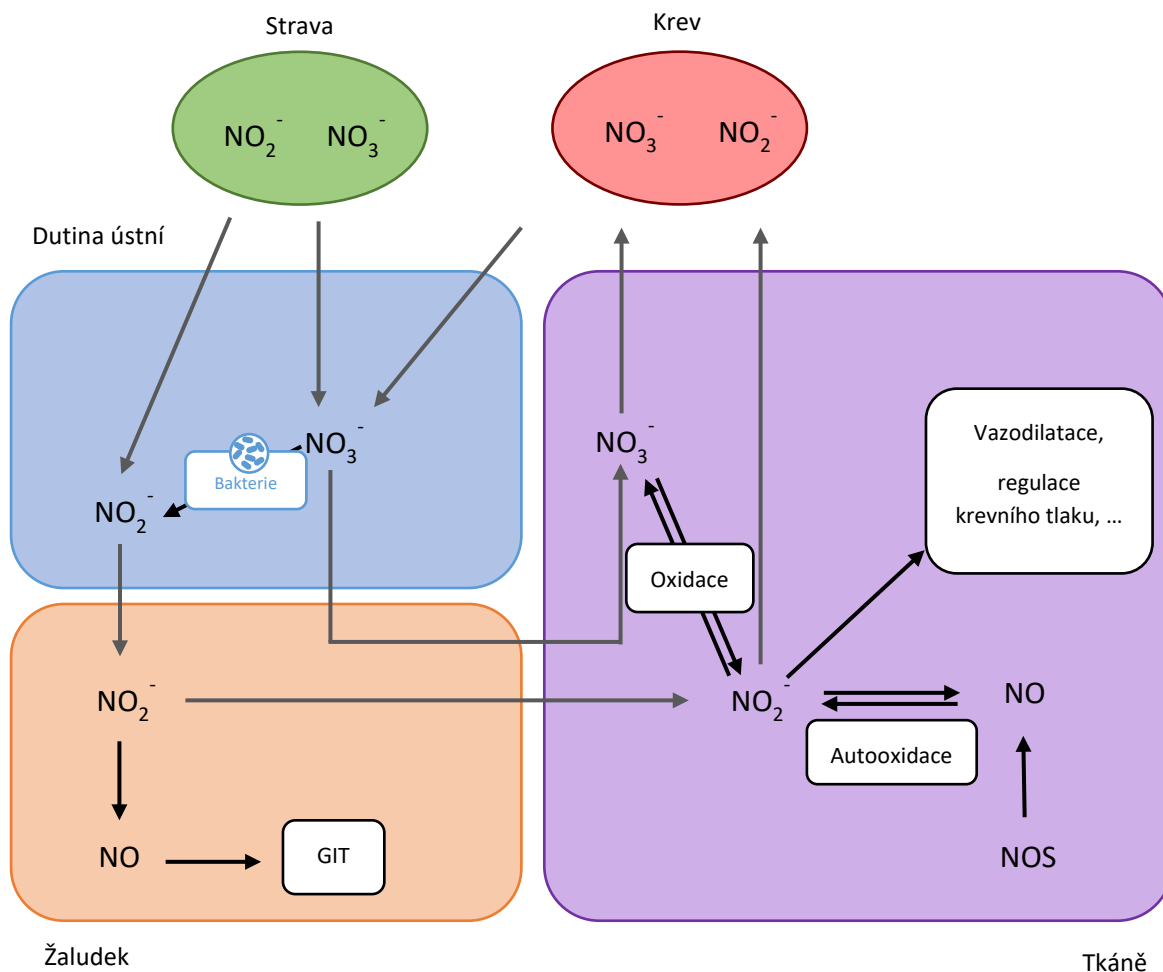 Strava
Krev
NO₂⁻ NO₃⁻
NO₃⁻ NO₂⁻
Dutina ústní
NO₃⁻
Bakterie
NO₂⁻
NO₃⁻
Vazodilatace,
regulace
krevního tlaku, ...
Oxidace
NO₂⁻
NO₂⁻
NO
Autooxidace
NO
GIT
NOS
Žaludek
Tkáně